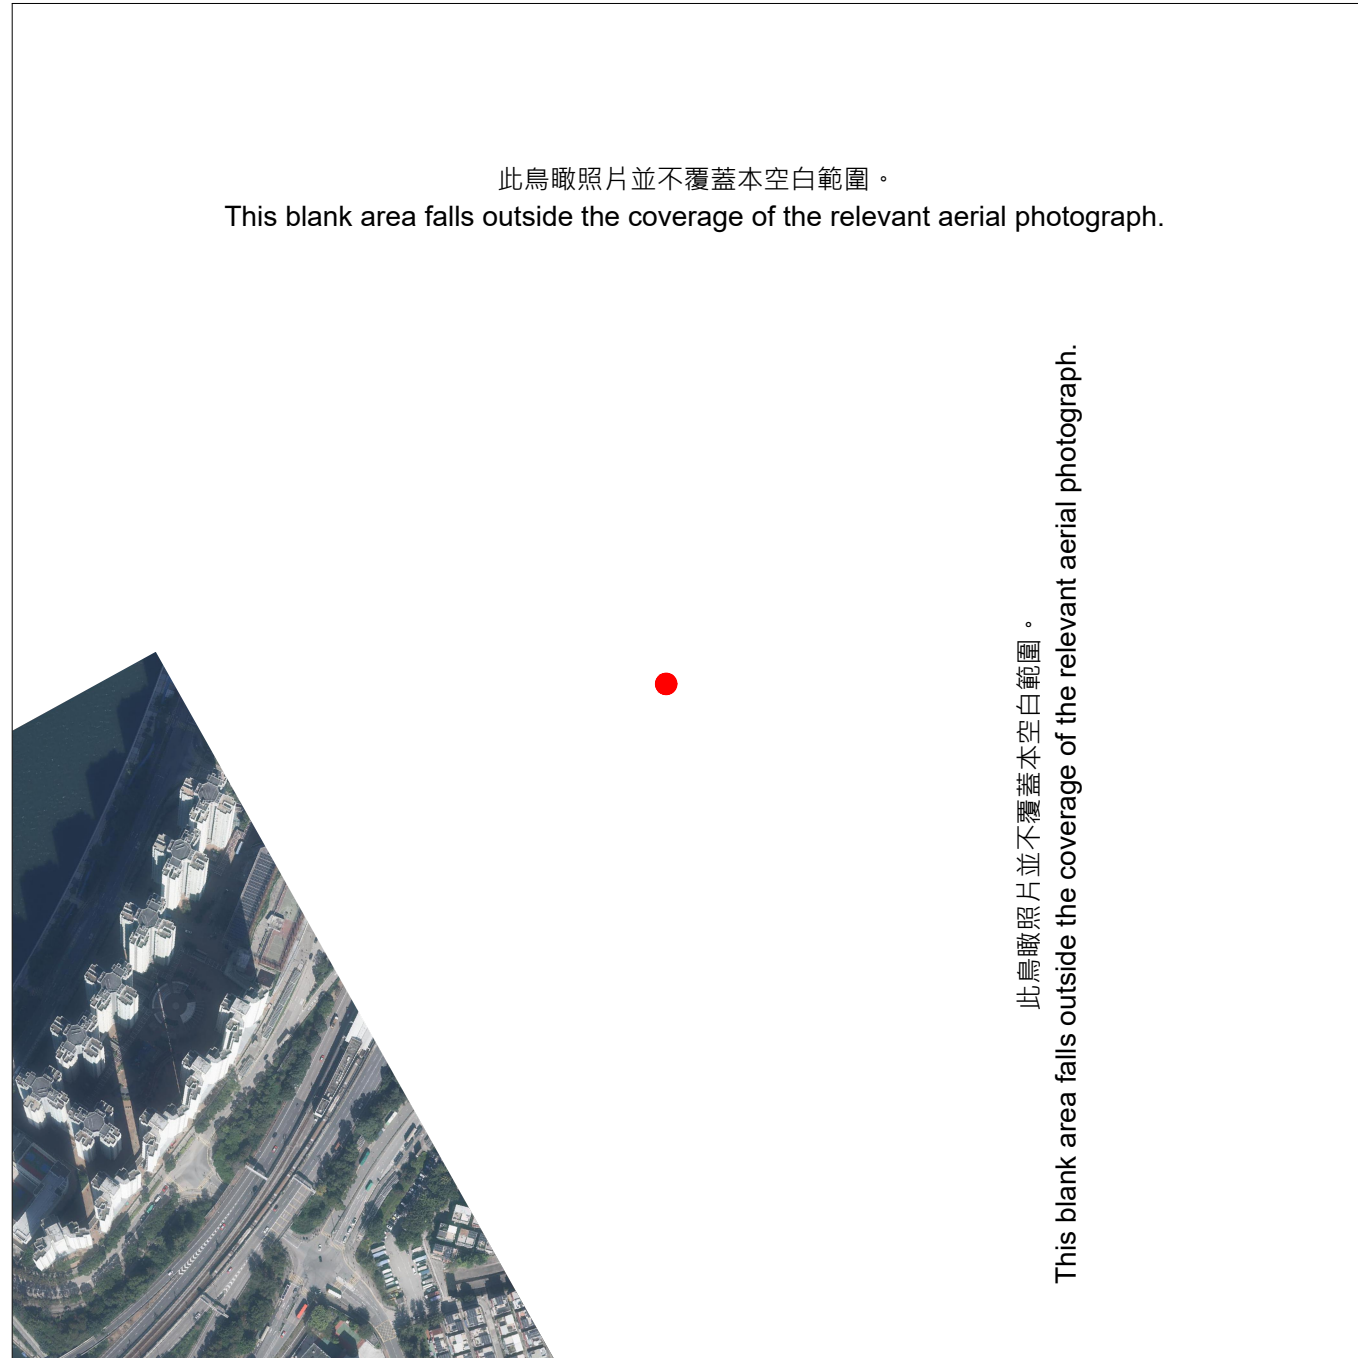 此鳥瞰照片並不覆蓋本空白範圍。
This blank area falls outside the coverage of the relevant aerial photograph.
此鳥瞰照片並不覆蓋本空白範圍。
This blank area falls outside the coverage of the relevant aerial photograph.